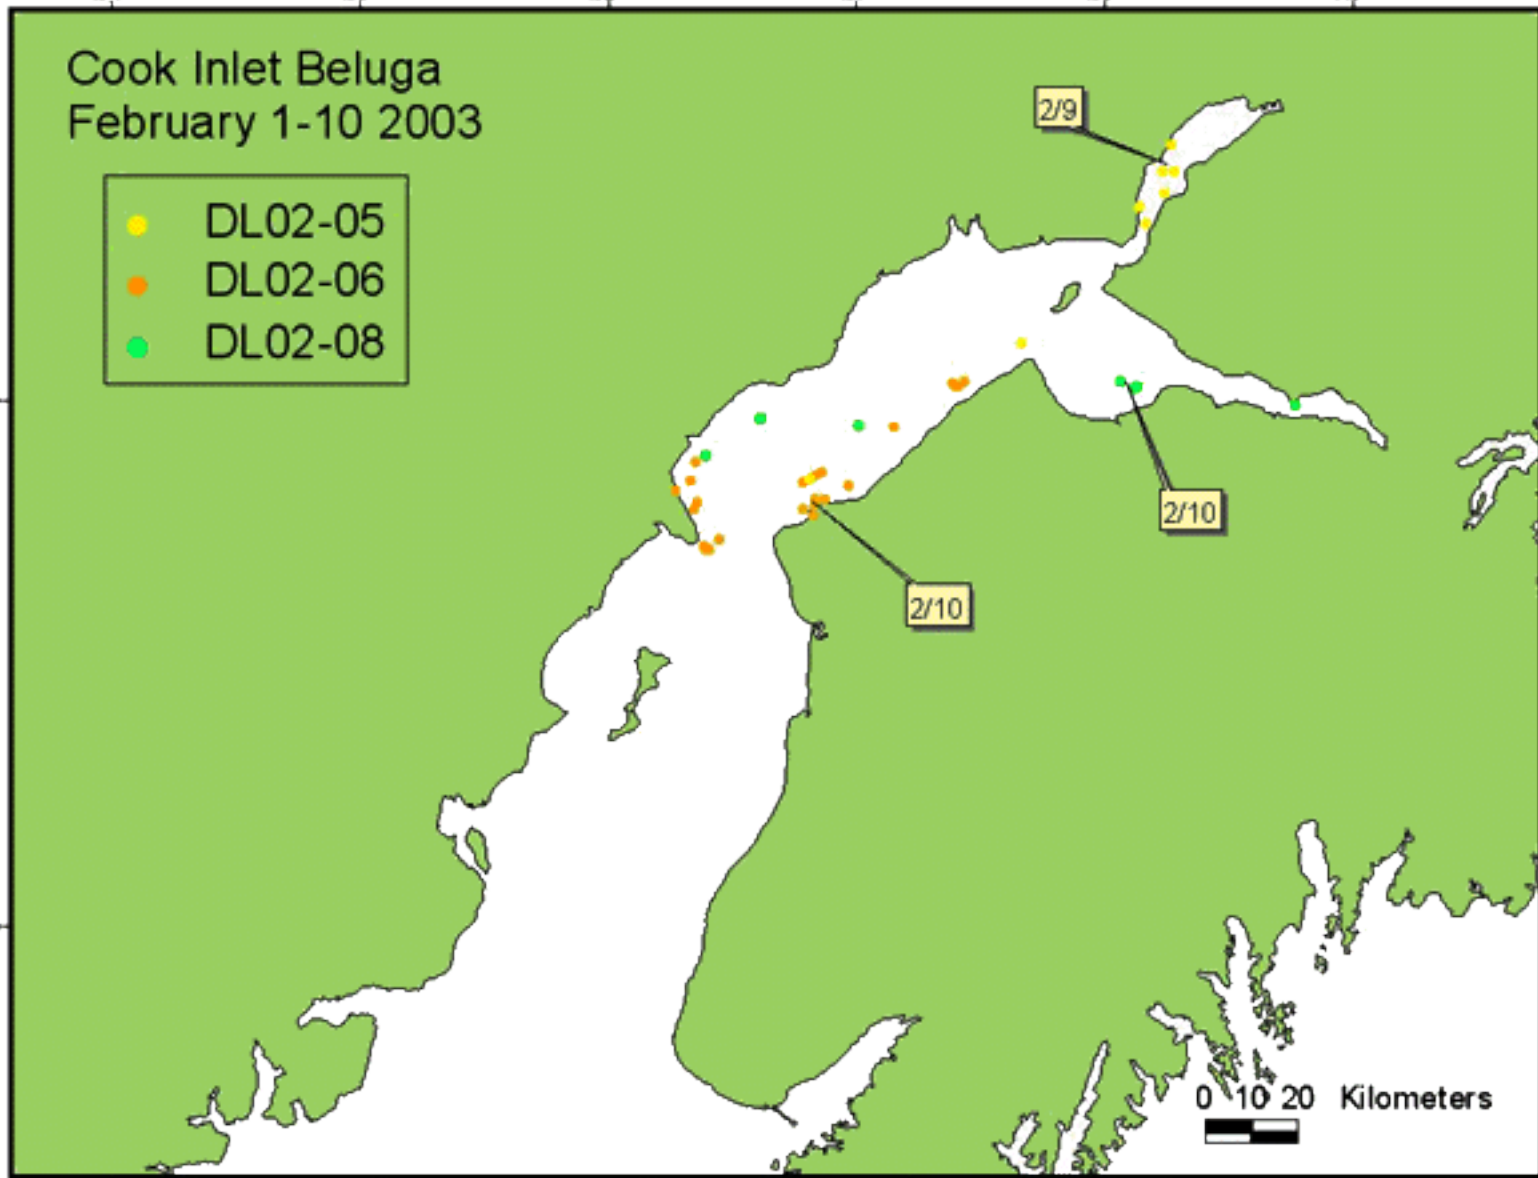 Cook Inlet Beluga
February 1-10 2003
2/9
DL02-05
DL02-06
DL02-08
2/10
2/10
0 10 20 Kilometers